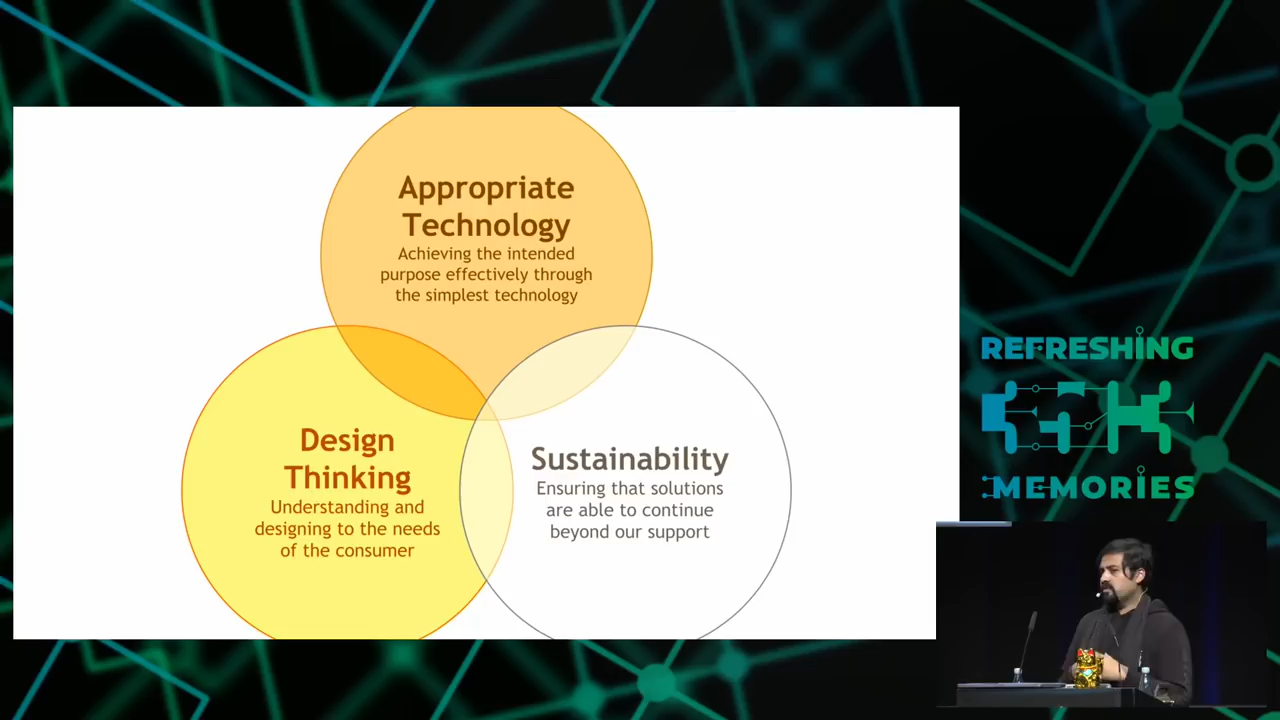 Appropriate
Technology
Achieving the intended
purpose effectively through
the simplest technology
Design
Thinking
Understanding and
designing to the needs
of the consumer
Sustainability
Ensuring that solutions
are able to continue
beyond our support
REFRESHING
MEMORIES